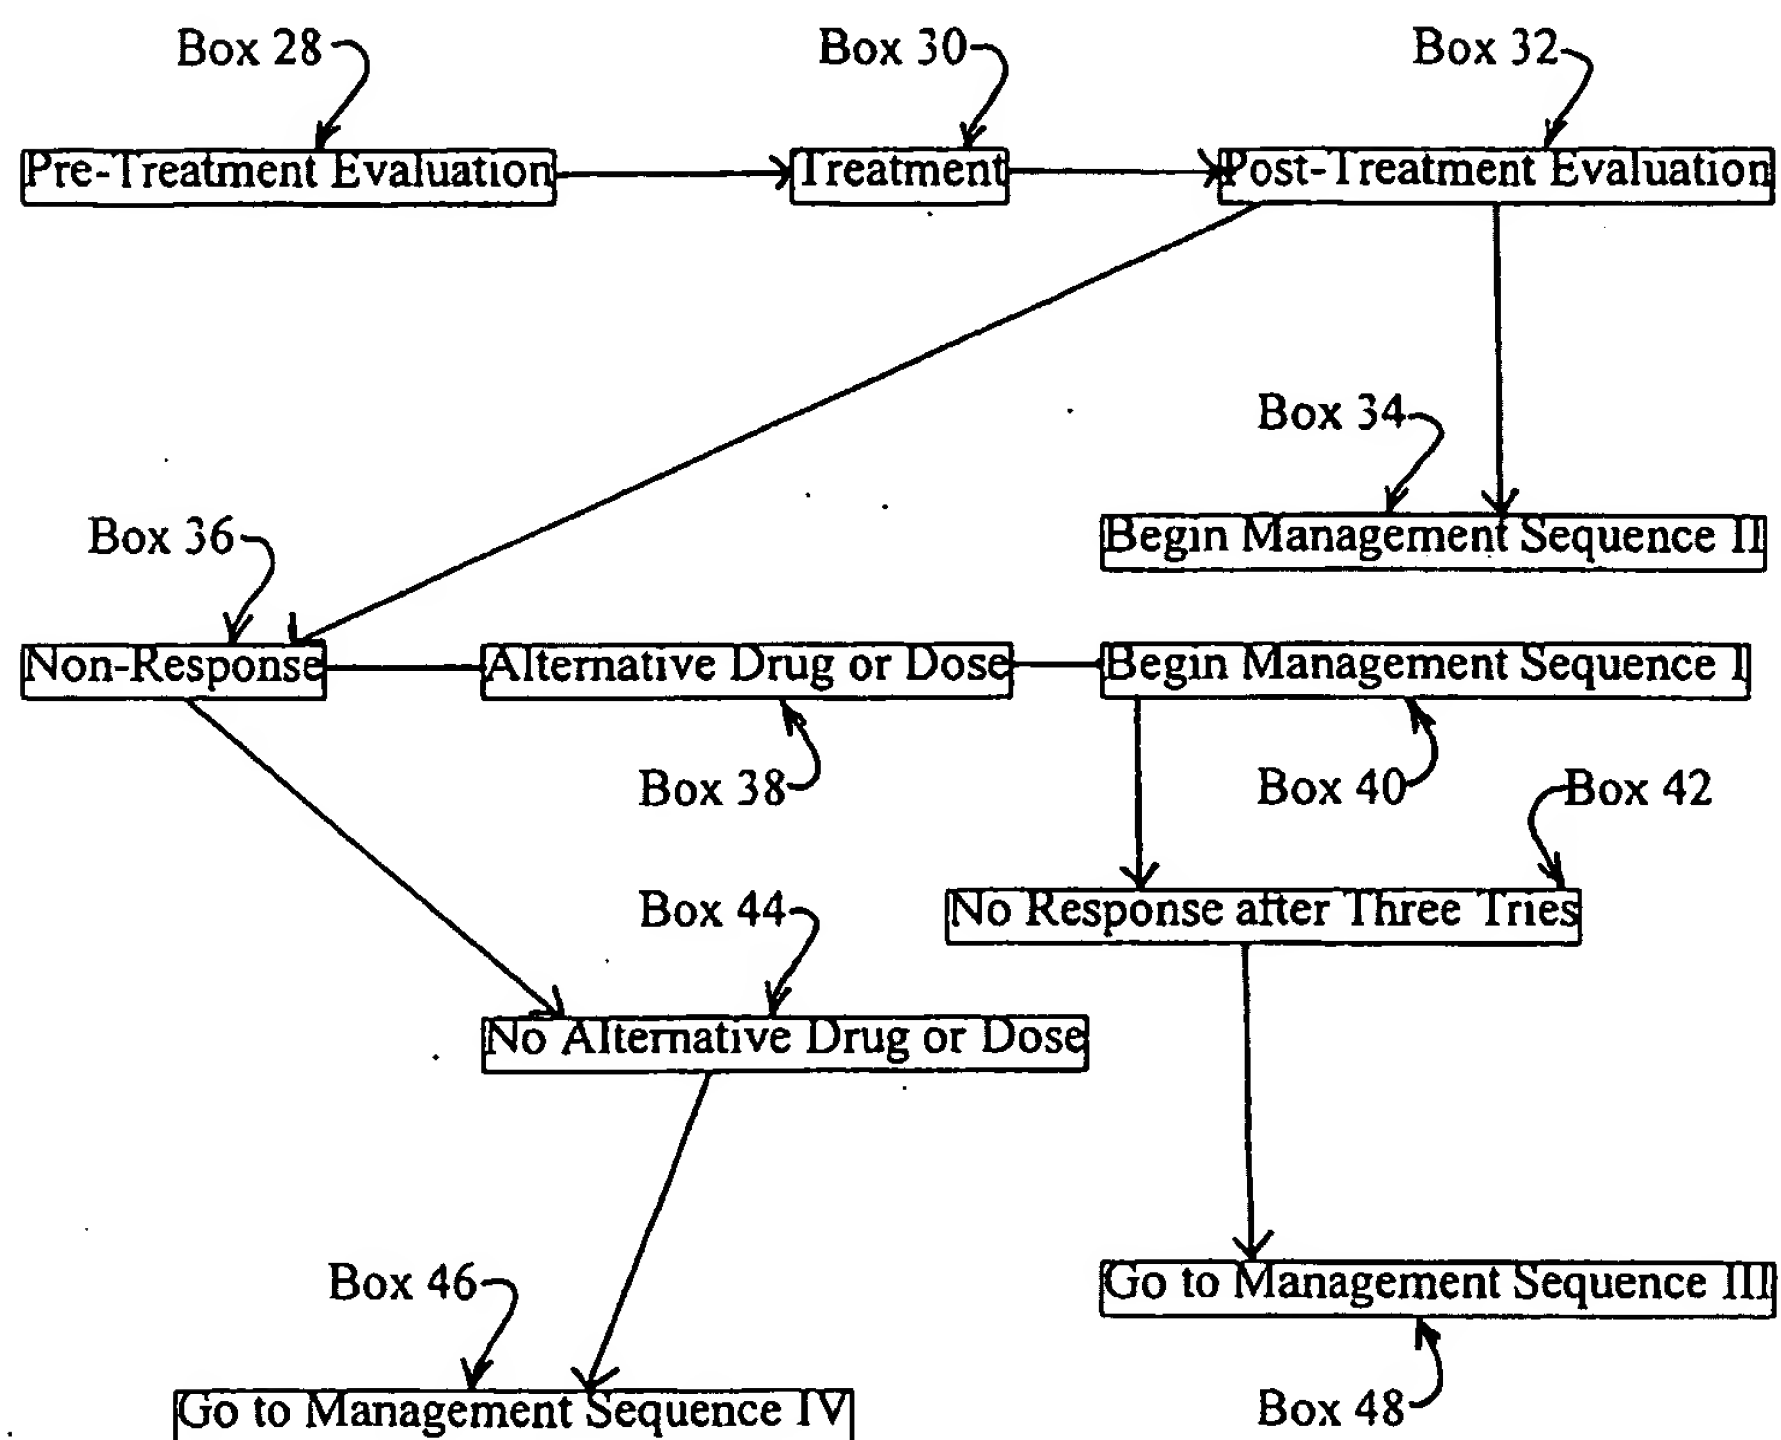 Box 28
Box 30
Box 32
Pre-Treatment Evaluation
Treatment
Post-Treatment Evaluation
Box 34
Begin Management Sequence II
Box 36
Non-Response
Alternative Drug or Dose
Begin Management Sequence I
Box 38
Box 40
Box 42
No Response after Three Tries
Box 44
No Alternative Drug or Dose
Box 46
Go to Management Sequence III
Go to Management Sequence IV
Box 48